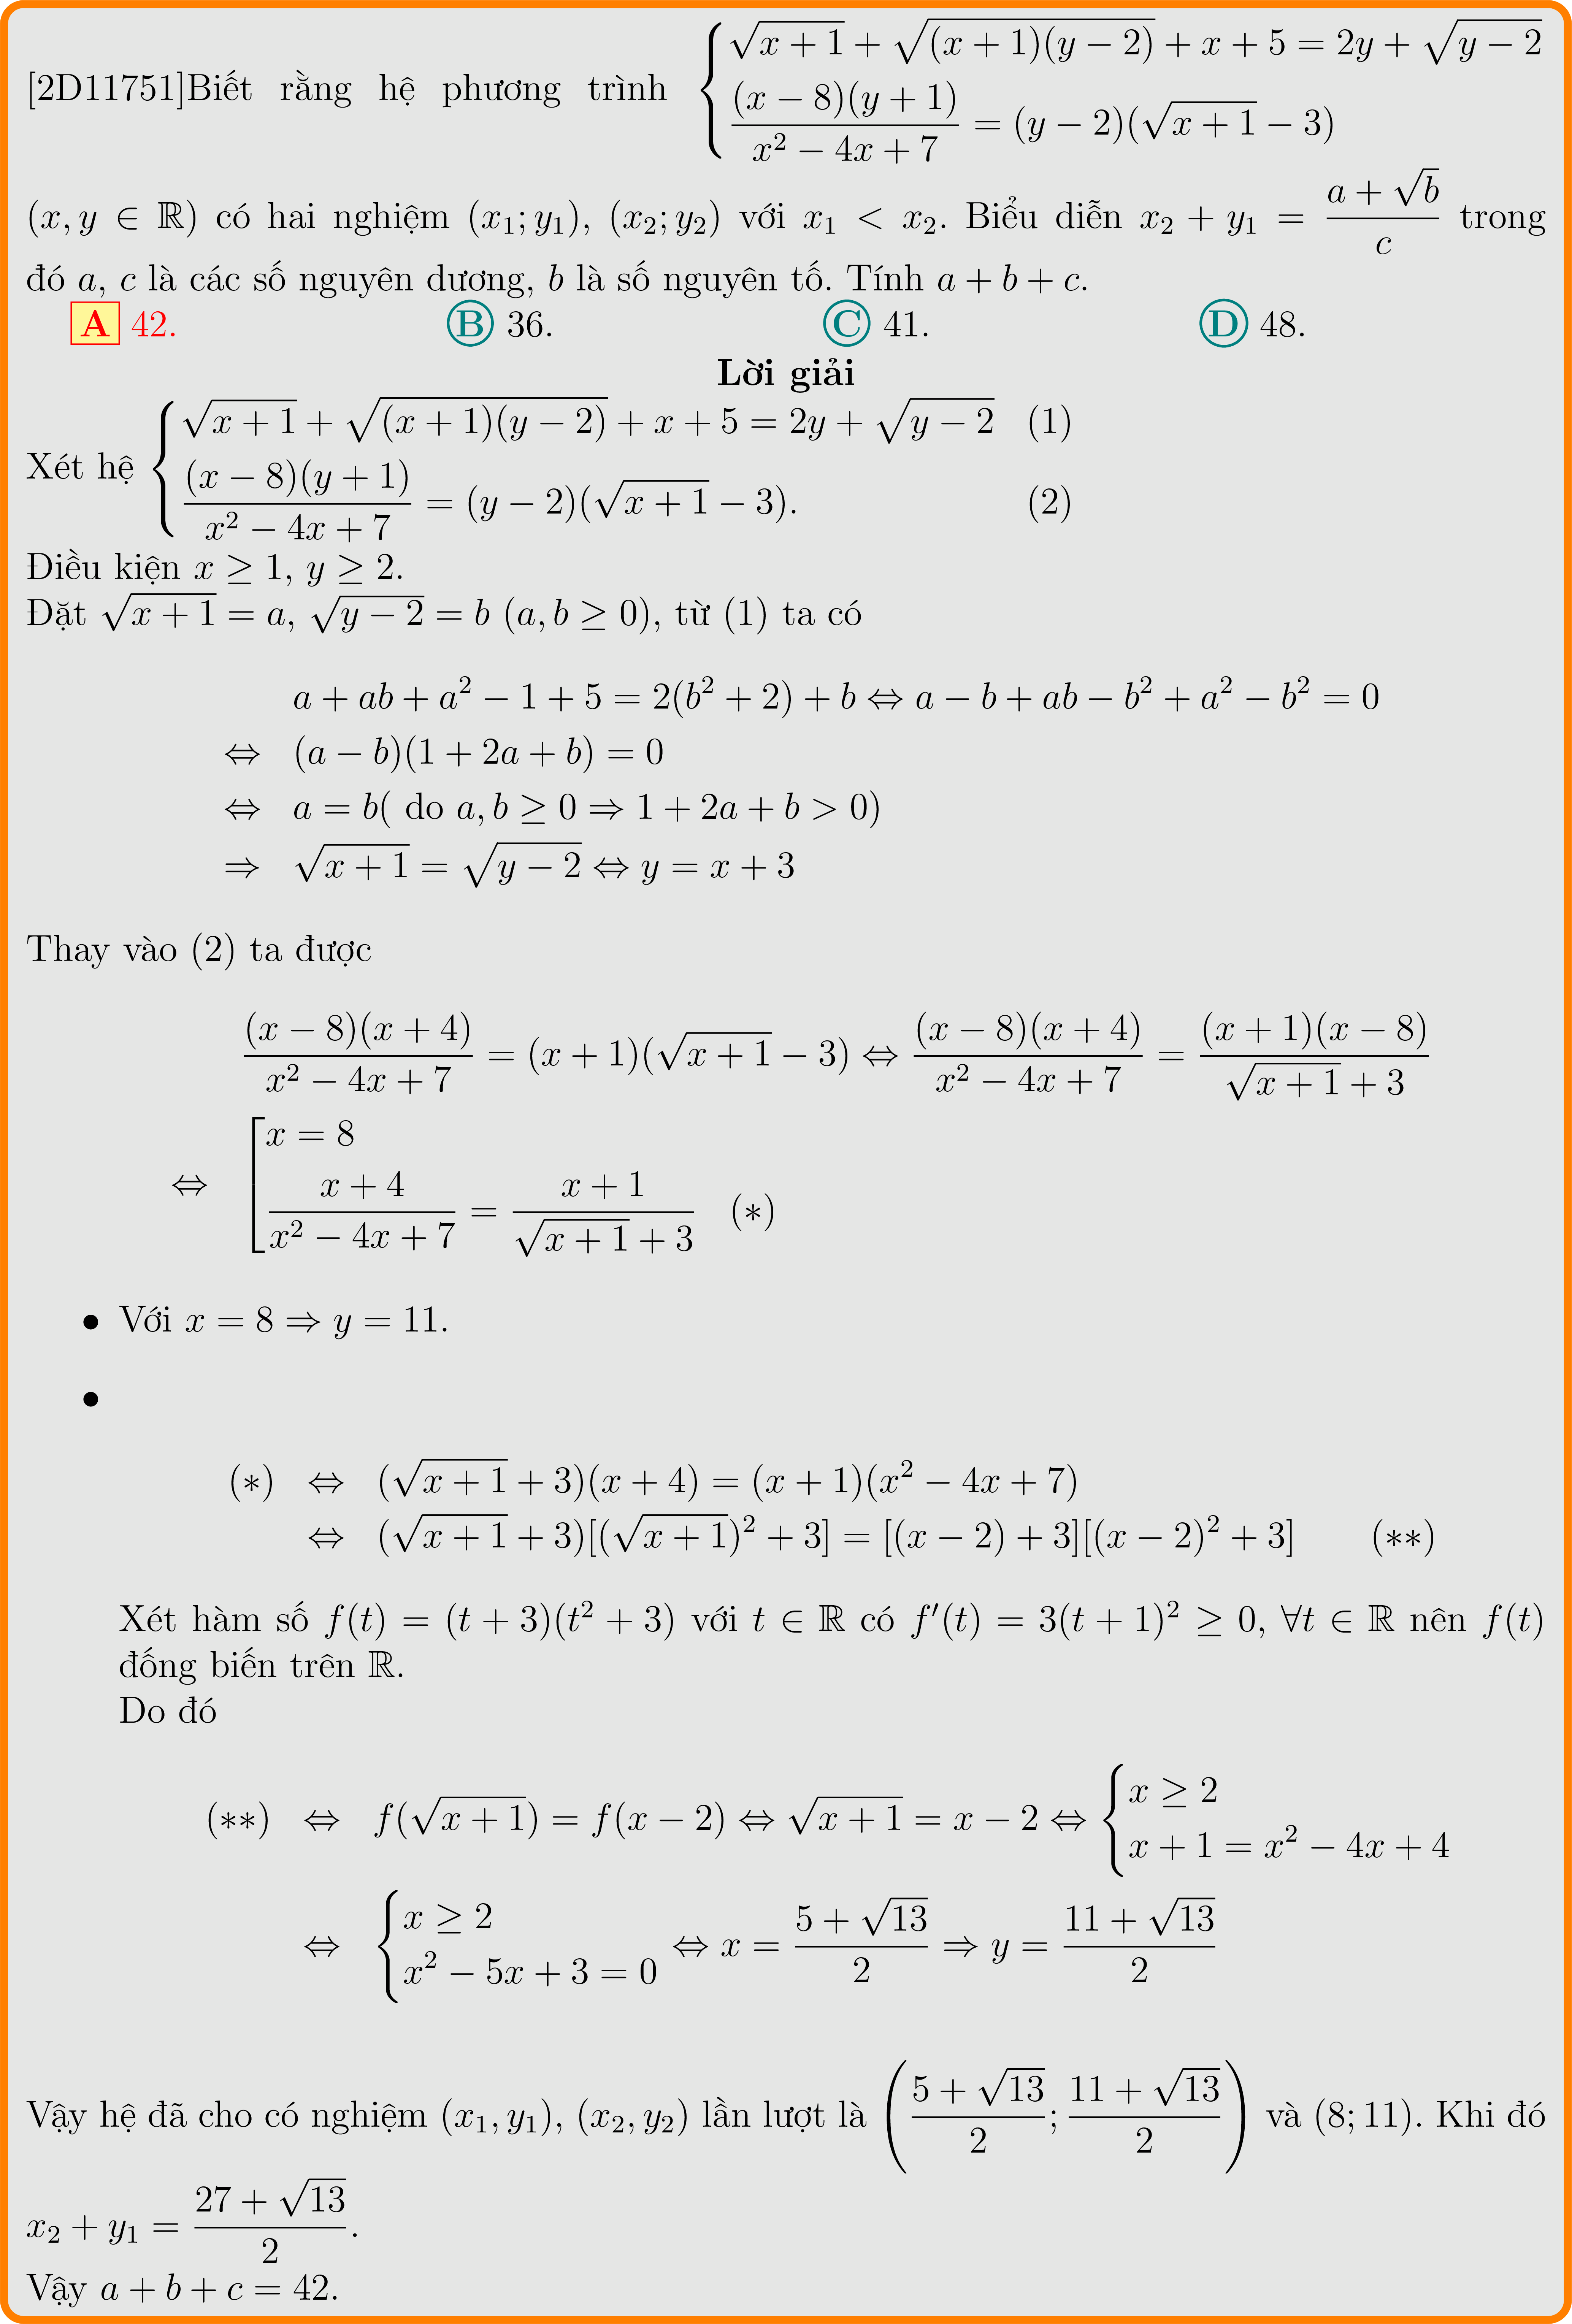 [2D11751]Biết rằng hệ phương trình $\begin{cases} \sqrt{x+1}+\sqrt{(x+1)(y-2)}+x+5=2y+\sqrt{y-2} \\ \dfrac{(x-8)(y+1)}{x^2-4x+7}=(y-2)(\sqrt{x+1}-3) \end{cases}$
$(x, y \in \mathbb{R})$ có hai nghiệm $(x_1; y_1)$, $(x_2; y_2)$ với $x_1 < x_2$. Biểu diễn $x_2 + y_1 = \dfrac{a+\sqrt{b}}{c}$ trong
đó $a$, $c$ là các số nguyên dương, $b$ là số nguyên tố. Tính $a + b + c$.
A 42. B 36. C 41. D 48.
Lời giải
Xét hệ $\begin{cases} \sqrt{x+1}+\sqrt{(x+1)(y-2)}+x+5=2y+\sqrt{y-2} & (1) \\ \dfrac{(x-8)(y+1)}{x^2-4x+7}=(y-2)(\sqrt{x+1}-3). & (2) \end{cases}$
Điều kiện $x \geq 1$, $y \geq 2$.
Đặt $\sqrt{x+1} = a$, $\sqrt{y-2} = b$ $(a, b \geq 0)$, từ (1) ta có
$a + ab + a^2 - 1 + 5 = 2(b^2 + 2) + b \Leftrightarrow a - b + ab - b^2 + a^2 - b^2 = 0$
$\Leftrightarrow (a - b)(1 + 2a + b) = 0$
$\Leftrightarrow a = b($ do $a, b \geq 0 \Rightarrow 1 + 2a + b > 0)$
$\Rightarrow \sqrt{x+1} = \sqrt{y-2} \Leftrightarrow y = x + 3$
Thay vào (2) ta được
$\dfrac{(x-8)(x+4)}{x^2-4x+7} = (x+1)(\sqrt{x+1}-3) \Leftrightarrow \dfrac{(x-8)(x+4)}{x^2-4x+7} = \dfrac{(x+1)(x-8)}{\sqrt{x+1}+3}$
$\Leftrightarrow \left[\begin{array}{l} x = 8 \\ \dfrac{x+4}{x^2-4x+7} = \dfrac{x+1}{\sqrt{x+1}+3} \quad (*) \end{array}\right.$
• Với $x = 8 \Rightarrow y = 11$.
•
$(*) \Leftrightarrow (\sqrt{x+1}+3)(x+4) = (x+1)(x^2-4x+7)$
$\Leftrightarrow (\sqrt{x+1}+3)[(\sqrt{x+1})^2+3] = [(x-2)+3][(x-2)^2+3] \quad (**)$
Xét hàm số $f(t) = (t+3)(t^2+3)$ với $t \in \mathbb{R}$ có $f'(t) = 3(t+1)^2 \geq 0, \forall t \in \mathbb{R}$ nên $f(t)$
đống biến trên $\mathbb{R}$.
Do đó
$(**) \Leftrightarrow f(\sqrt{x+1}) = f(x-2) \Leftrightarrow \sqrt{x+1} = x-2 \Leftrightarrow \begin{cases} x \geq 2 \\ x+1 = x^2-4x+4 \end{cases}$
$\Leftrightarrow \begin{cases} x \geq 2 \\ x^2-5x+3=0 \end{cases} \Leftrightarrow x = \dfrac{5+\sqrt{13}}{2} \Rightarrow y = \dfrac{11+\sqrt{13}}{2}$
Vậy hệ đã cho có nghiệm $(x_1, y_1)$, $(x_2, y_2)$ lần lượt là $\left(\dfrac{5+\sqrt{13}}{2}; \dfrac{11+\sqrt{13}}{2}\right)$ và $(8; 11)$. Khi đó
$x_2 + y_1 = \dfrac{27+\sqrt{13}}{2}$.
Vậy $a + b + c = 42$.